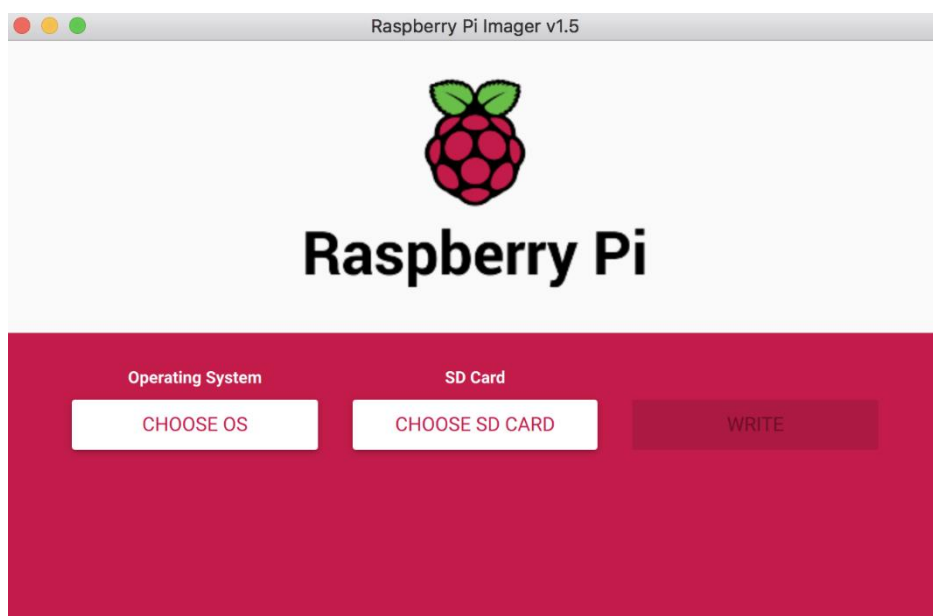 Raspberry Pi Imager v1.5
Raspberry Pi
Operating System
SD Card
CHOOSE OS
CHOOSE SD CARD
WRITE